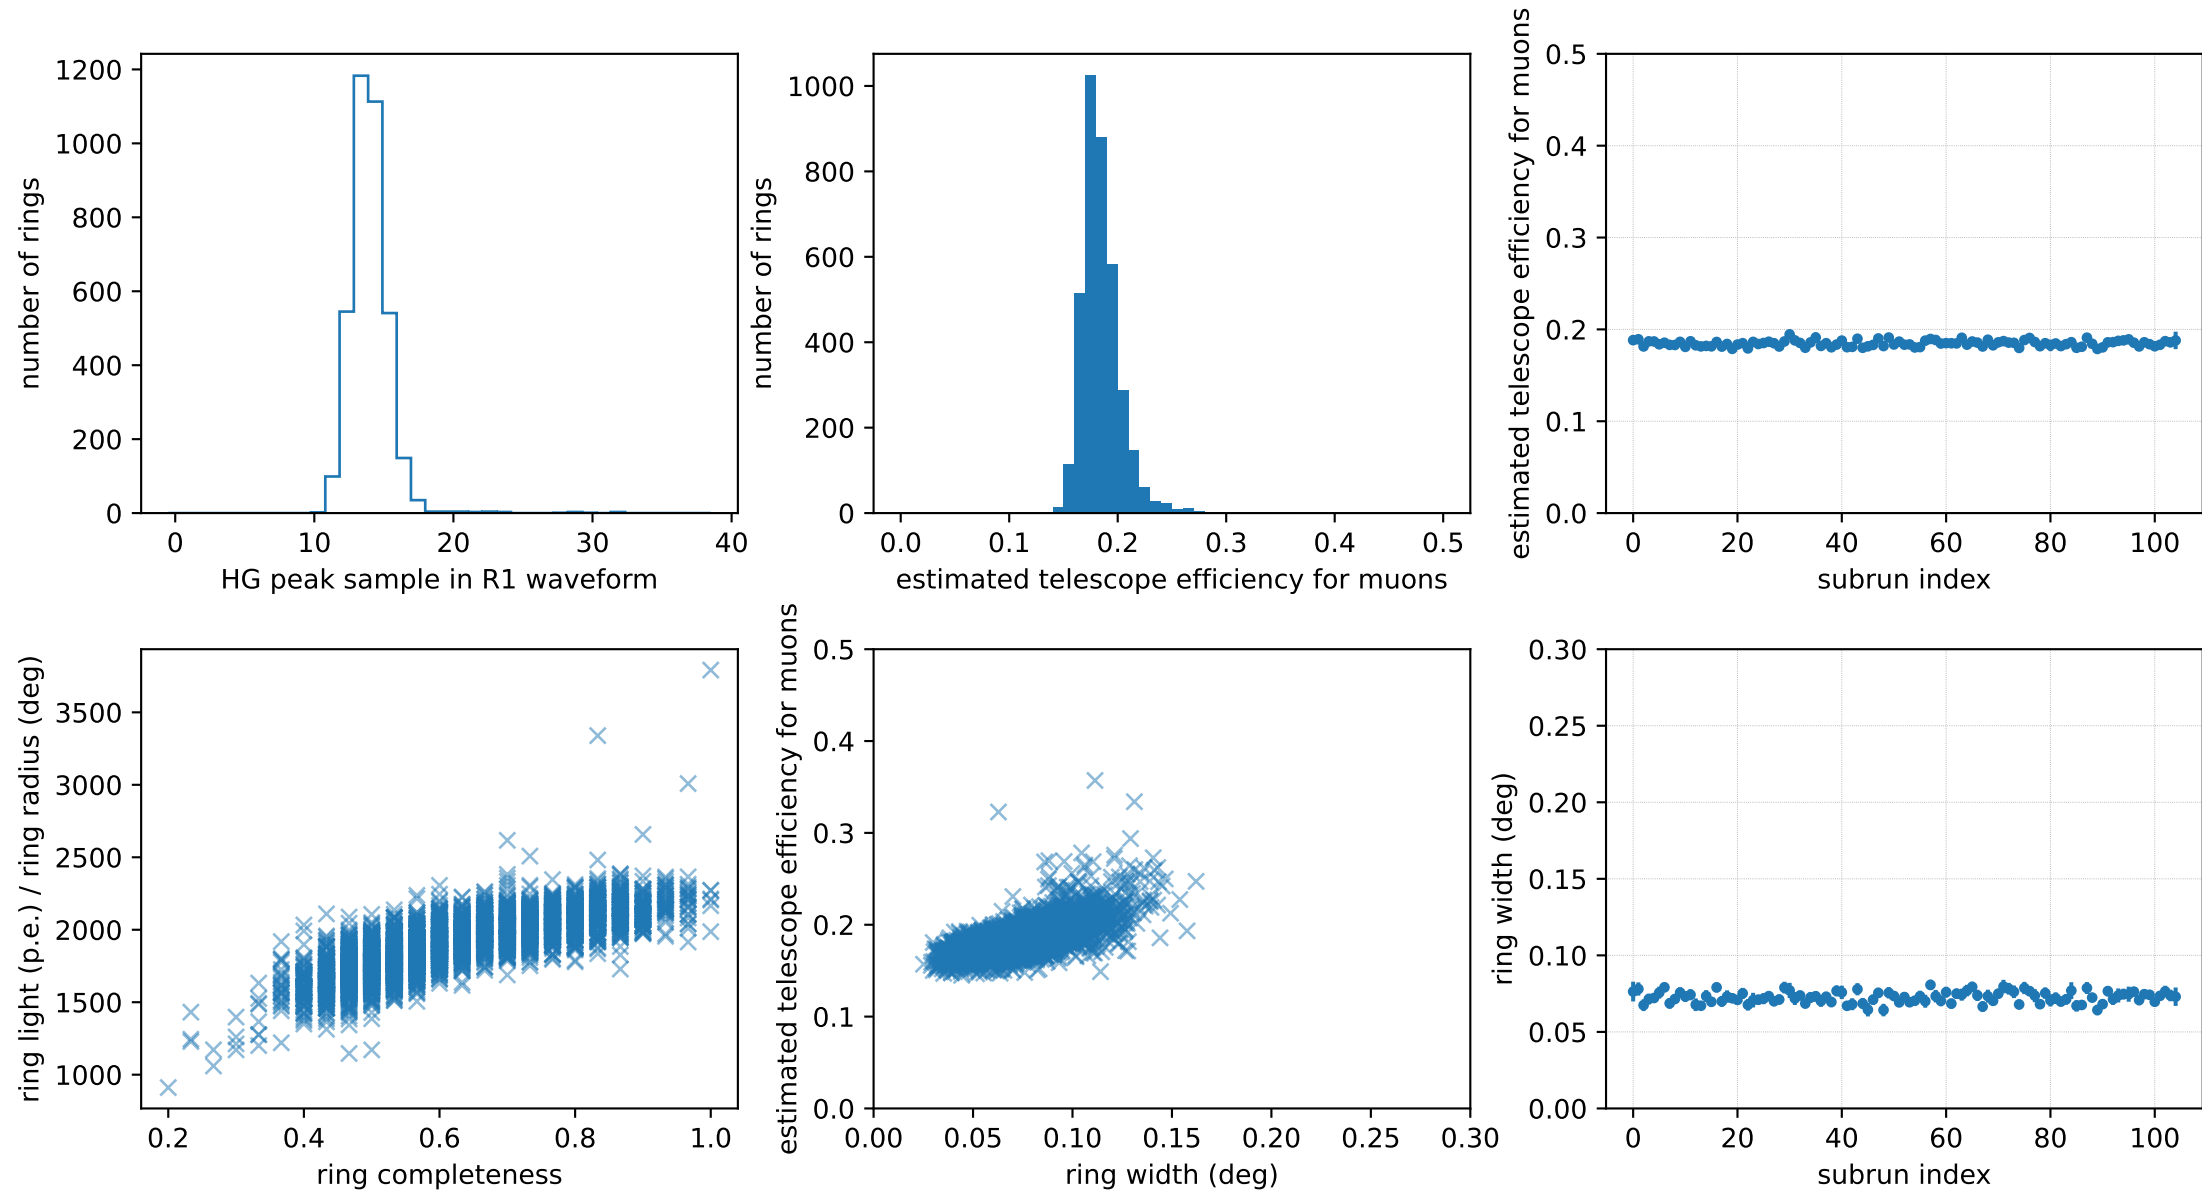 number of rings
1200
1000
800
600
400
200
0
0 10 20 30 40
HG peak sample in R1 waveform
number of rings
1000
800
600
400
200
0
0.0 0.1 0.2 0.3 0.4 0.5
estimated telescope efficiency for muons
estimated telescope efficiency for muons
0.5
0.4
0.3
0.2
0.1
0.0
0 20 40 60 80 100
subrun index
ring light (p.e.) / ring radius (deg)
3500
3000
2500
2000
1500
1000
0.2 0.4 0.6 0.8 1.0
ring completeness
estimated telescope efficiency for muons
0.5
0.4
0.3
0.2
0.1
0.0
0.00 0.05 0.10 0.15 0.20 0.25 0.30
ring width (deg)
ring width (deg)
0.30
0.25
0.20
0.15
0.10
0.05
0.00
0 20 40 60 80 100
subrun index